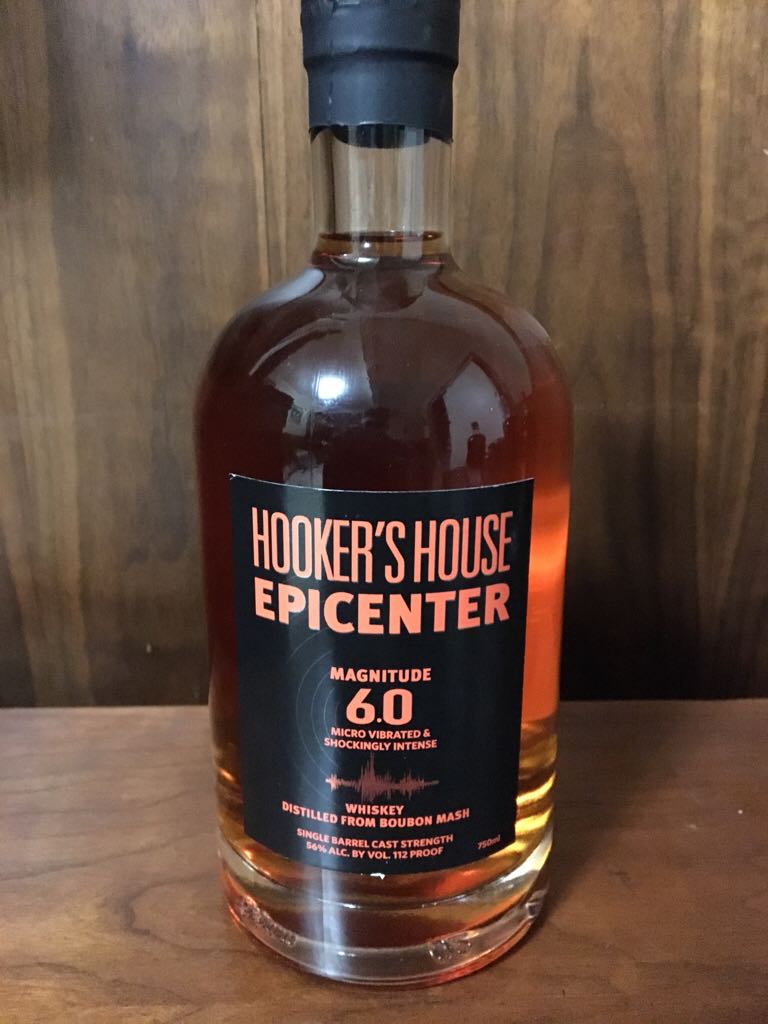 HOOKER'S HOUSE
EPICENTER
MAGNITUDE
6.0
MICRO VIBRATED &
SHOCKINGLY INTENSE
WHISKEY
DISTILLED FROM BOUBON MASH
SINGLE BARREL CAST STRENGTH
56% ALC. BY VOL. 112 PROOF
750ml